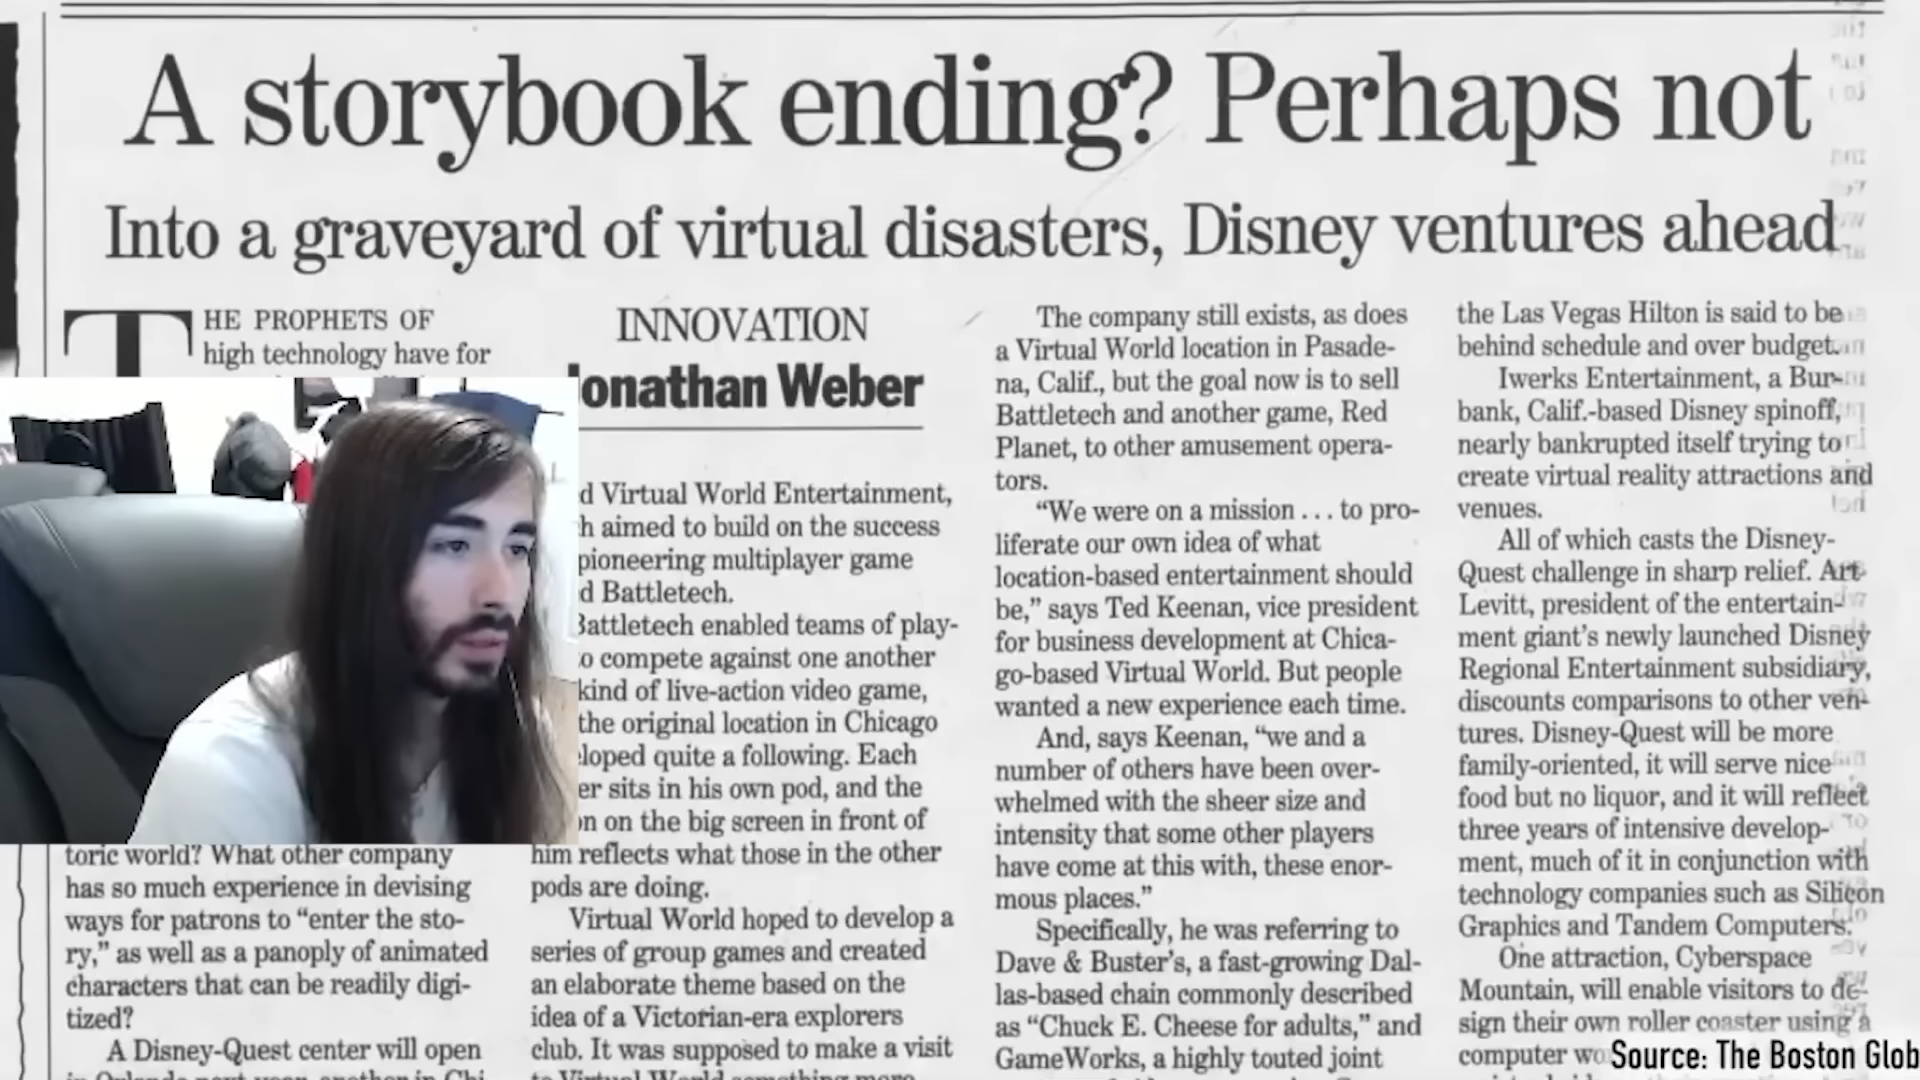 A storybook ending? Perhaps not
Into a graveyard of virtual disasters, Disney ventures ahead
THE PROPHETS OF
high technology have for
toric world? What other company
has so much experience in devising
ways for patrons to “enter the sto-
ry,” as well as a panoply of animated
characters that can be readily digi-
tized?
A Disney-Quest center will open
INNOVATION
Jonathan Weber
d Virtual World Entertainment,
h aimed to build on the success
pioneering multiplayer game
d Battletech.
Battletech enabled teams of play-
o compete against one another
kind of live-action video game,
the original location in Chicago
loped quite a following. Each
er sits in his own pod, and the
n on the big screen in front of
him reflects what those in the other
pods are doing.
Virtual World hoped to develop a
series of group games and created
an elaborate theme based on the
idea of a Victorian-era explorers
club. It was supposed to make a visit
to Virtual World something more
The company still exists, as does
a Virtual World location in Pasade-
na, Calif., but the goal now is to sell
Battletech and another game, Red
Planet, to other amusement opera-
tors.
“We were on a mission . . . to pro-
liferate our own idea of what
location-based entertainment should
be,” says Ted Keenan, vice president
for business development at Chica-
go-based Virtual World. But people
wanted a new experience each time.
And, says Keenan, “we and a
number of others have been over-
whelmed with the sheer size and
intensity that some other players
have come at this with, these enor-
mous places.”
Specifically, he was referring to
Dave & Buster’s, a fast-growing Dal-
las-based chain commonly described
as “Chuck E. Cheese for adults,” and
GameWorks, a highly touted joint
the Las Vegas Hilton is said to be
behind schedule and over budget.
Iwerks Entertainment, a Bur-
bank, Calif.-based Disney spinoff,
nearly bankrupted itself trying to
create virtual reality attractions and
venues.
All of which casts the Disney-
Quest challenge in sharp relief. Art
Levitt, president of the entertain-
ment giant’s newly launched Disney
Regional Entertainment subsidiary,
discounts comparisons to other ven-
tures. Disney-Quest will be more
family-oriented, it will serve nice
food but no liquor, and it will reflect
three years of intensive develop-
ment, much of it in conjunction with
technology companies such as Silicon
Graphics and Tandem Computers.
One attraction, Cyberspace
Mountain, will enable visitors to de-
sign their own roller coaster using a
computer wo
Source: The Boston Glob